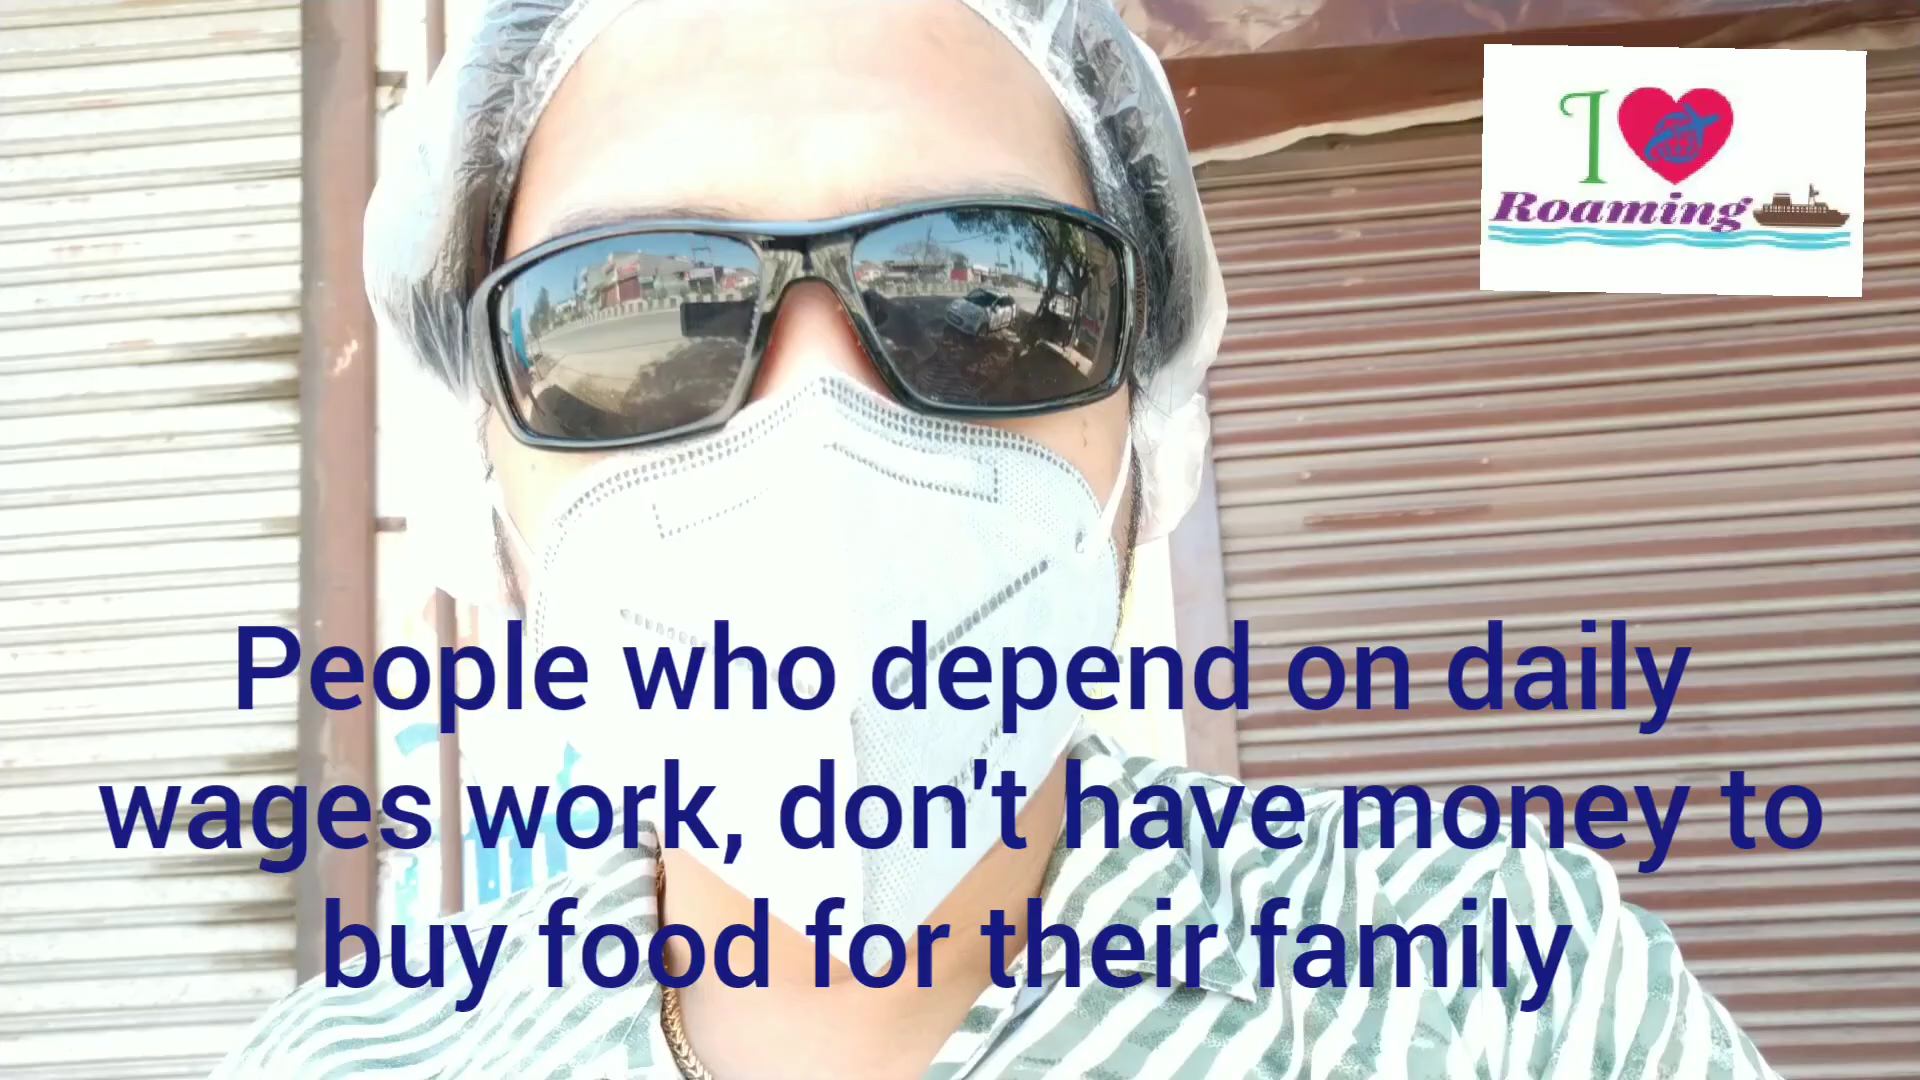 I
Roaming
People who depend on daily
wages work, don't have money to
buy food for their family